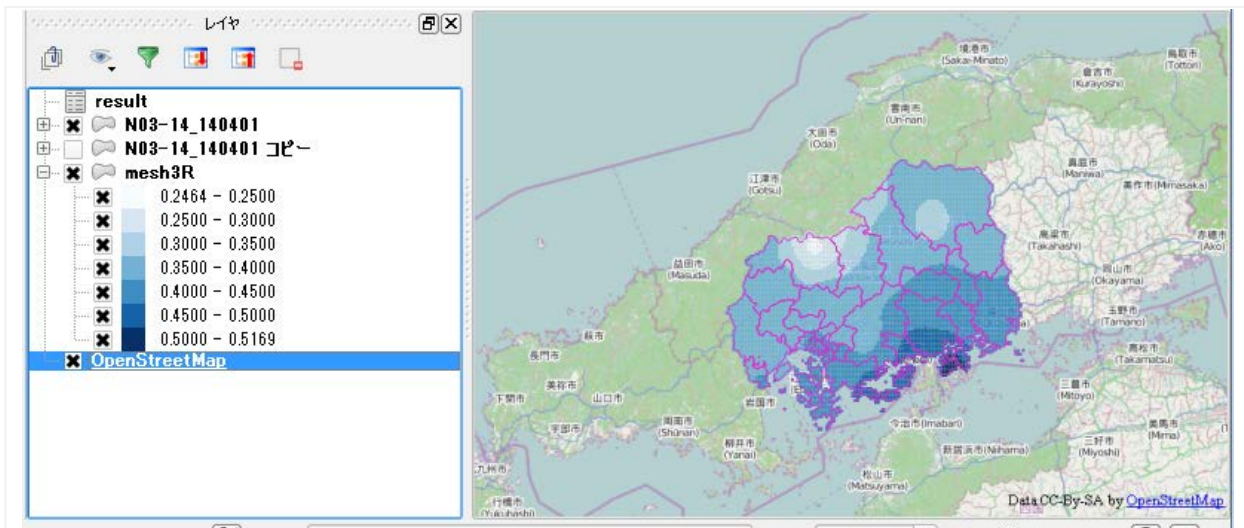 レイヤ
result
N03-14_140401
N03-14_140401 コピー
mesh3R
0.2464 - 0.2500
0.2500 - 0.3000
0.3000 - 0.3500
0.3500 - 0.4000
0.4000 - 0.4500
0.4500 - 0.5000
0.5000 - 0.5169
OpenStreetMap
境港市
(Sakai-Minato)
鳥取市
(Tottori)
倉吉市
(Kurayoshi)
雲南市
(Un-nan)
大田市
(Oda)
真庭市
(Maniwa)
美作市(Mimasaka)
江津市
(Gotsu)
高梁市
(Takahashi)
赤穂市
(Ako)
益田市
(Masuda)
岡山市
(Okayama)
玉野市
(Tamano)
萩市
高松市
(Takamatsu)
長門市
三豊市
(Mitoyo)
美祢市
下関市
山口市
岩国市
今治市(Imabari)
美馬市
(Mima)
宇部市
周南市
(Shunan)
柳井市
(Yanai)
新居浜市(Niihama)
三好市
(Miyoshi)
九州市
松山市
(Matsuyama)
行橋市
(Yukuhashi)
Data CC-By-SA by OpenStreetMap